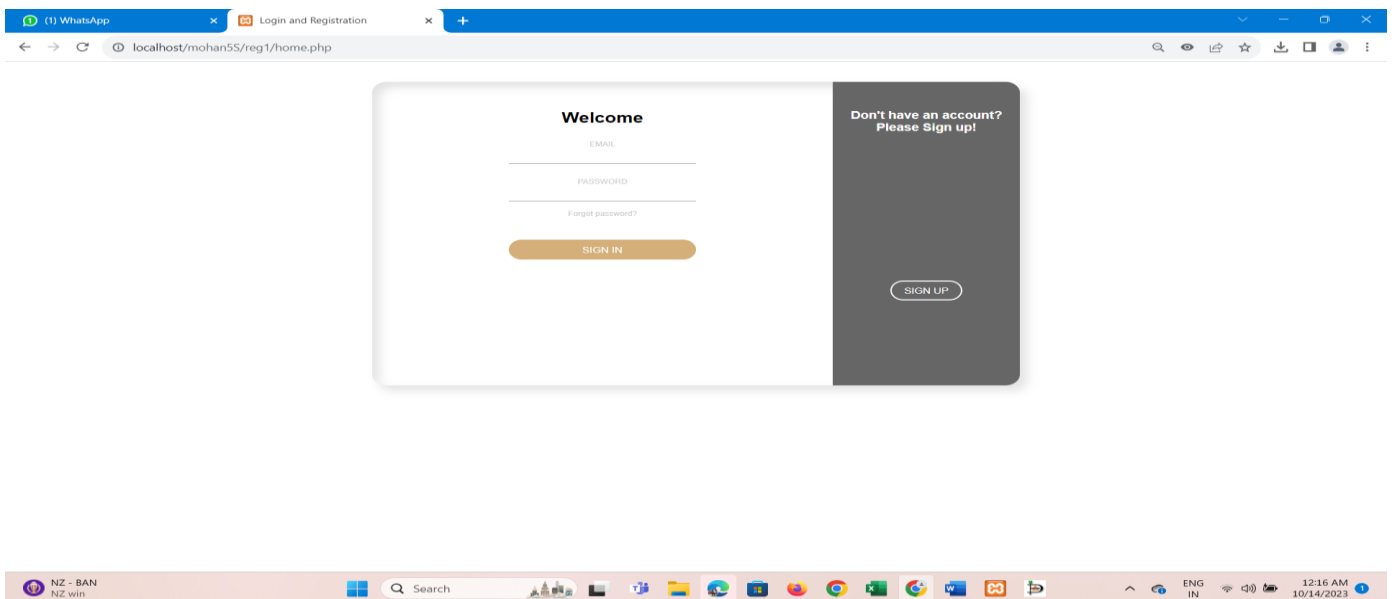 (1) WhatsApp
Login and Registration
localhost/mohan5S/reg1/home.php
Welcome
EMAIL
PASSWORD
Forgot password?
SIGN IN
Don't have an account?
Please Sign up!
SIGN UP
NZ - BAN
NZ win
Search
ENG
IN
12:16 AM
10/14/2023
1